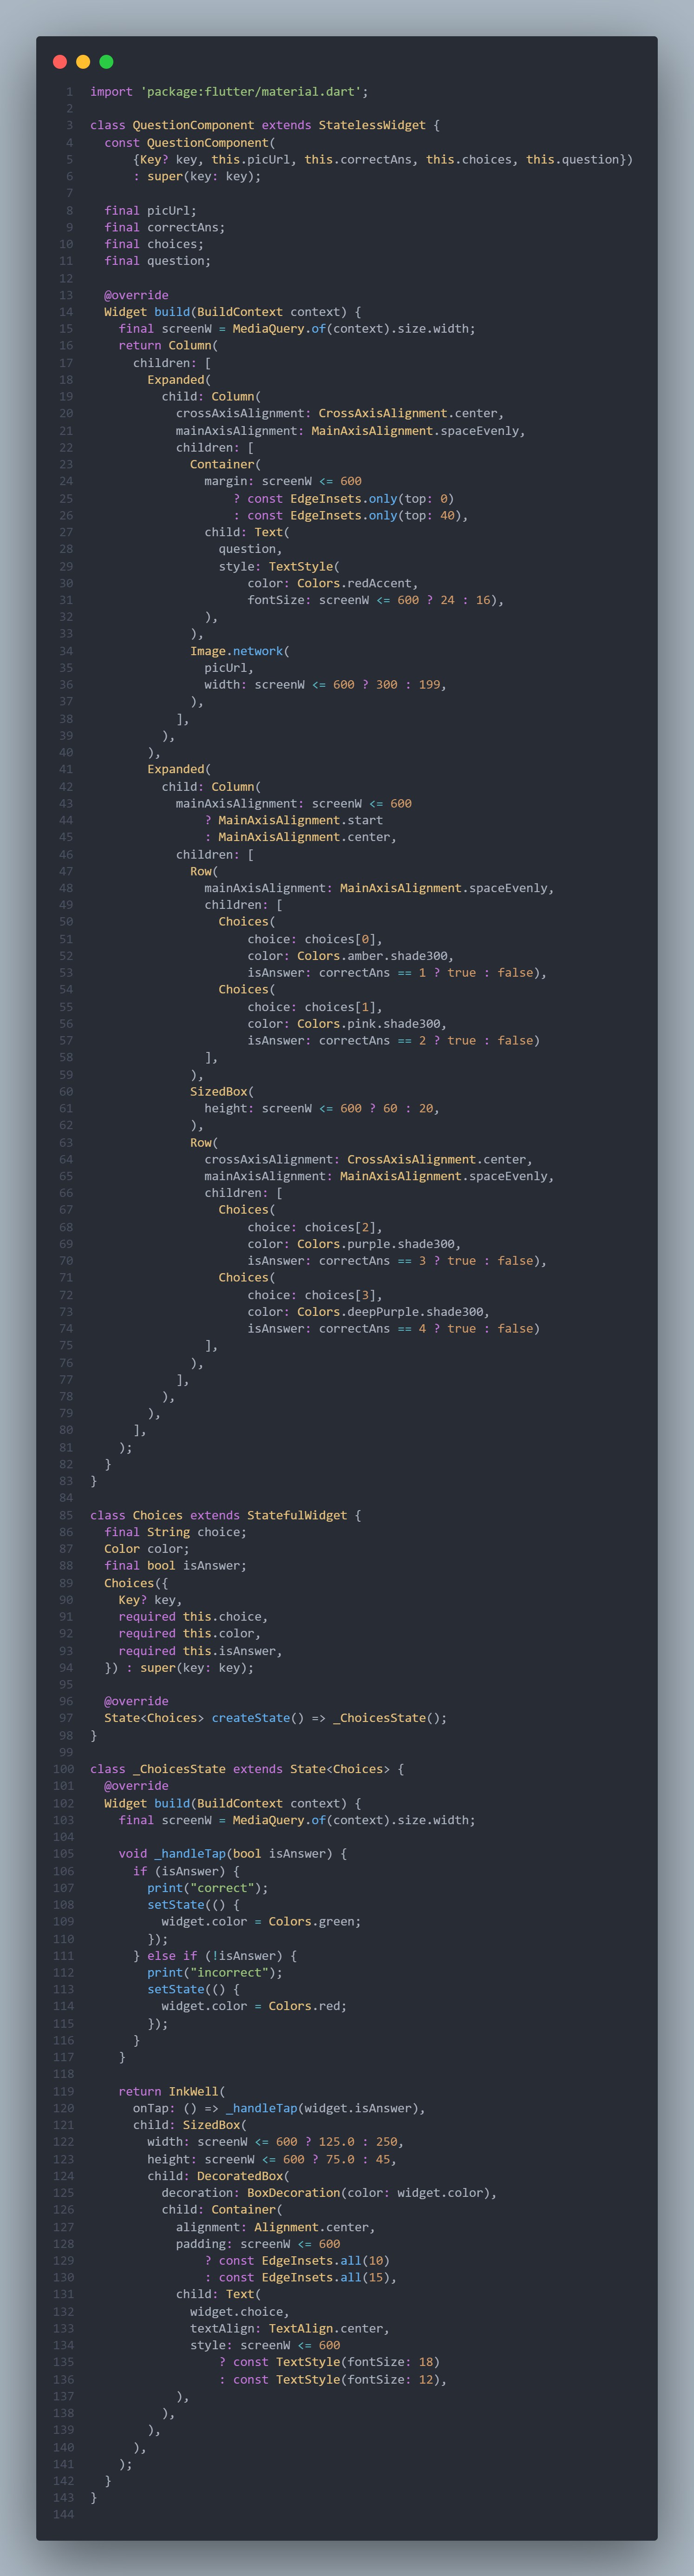 1 import 'package:flutter/material.dart';
2
3 class QuestionComponent extends StatelessWidget {
4   const QuestionComponent(
5       {Key? key, this.picUrl, this.correctAns, this.choices, this.question})
6       : super(key: key);
7
8   final picUrl;
9   final correctAns;
10   final choices;
11   final question;
12
13   @override
14   Widget build(BuildContext context) {
15     final screenW = MediaQuery.of(context).size.width;
16     return Column(
17       children: [
18         Expanded(
19           child: Column(
20             crossAxisAlignment: CrossAxisAlignment.center,
21             mainAxisAlignment: MainAxisAlignment.spaceEvenly,
22             children: [
23               Container(
24                 margin: screenW <= 600
25                     ? const EdgeInsets.only(top: 0)
26                     : const EdgeInsets.only(top: 40),
27                 child: Text(
28                   question,
29                   style: TextStyle(
30                       color: Colors.redAccent,
31                       fontSize: screenW <= 600 ? 24 : 16),
32                 ),
33               ),
34               Image.network(
35                 picUrl,
36                 width: screenW <= 600 ? 300 : 199,
37               ),
38             ],
39           ),
40         ),
41         Expanded(
42           child: Column(
43             mainAxisAlignment: screenW <= 600
44                 ? MainAxisAlignment.start
45                 : MainAxisAlignment.center,
46             children: [
47               Row(
48                 mainAxisAlignment: MainAxisAlignment.spaceEvenly,
49                 children: [
50                   Choices(
51                       choice: choices[0],
52                       color: Colors.amber.shade300,
53                       isAnswer: correctAns == 1 ? true : false),
54                   Choices(
55                       choice: choices[1],
56                       color: Colors.pink.shade300,
57                       isAnswer: correctAns == 2 ? true : false)
58                 ],
59               ),
60               SizedBox(
61                 height: screenW <= 600 ? 60 : 20,
62               ),
63               Row(
64                 crossAxisAlignment: CrossAxisAlignment.center,
65                 mainAxisAlignment: MainAxisAlignment.spaceEvenly,
66                 children: [
67                   Choices(
68                       choice: choices[2],
69                       color: Colors.purple.shade300,
70                       isAnswer: correctAns == 3 ? true : false),
71                   Choices(
72                       choice: choices[3],
73                       color: Colors.deepPurple.shade300,
74                       isAnswer: correctAns == 4 ? true : false)
75                 ],
76               ),
77             ],
78           ),
79         ),
80       ],
81     );
82   }
83 }
84
85 class Choices extends StatefulWidget {
86   final String choice;
87   Color color;
88   final bool isAnswer;
89   Choices({
90     Key? key,
91     required this.choice,
92     required this.color,
93     required this.isAnswer,
94   }) : super(key: key);
95
96   @override
97   State<Choices> createState() => _ChoicesState();
98 }
99
100 class _ChoicesState extends State<Choices> {
101   @override
102   Widget build(BuildContext context) {
103     final screenW = MediaQuery.of(context).size.width;
104
105     void _handleTap(bool isAnswer) {
106       if (isAnswer) {
107         print("correct");
108         setState(() {
109           widget.color = Colors.green;
110         });
111       } else if (!isAnswer) {
112         print("incorrect");
113         setState(() {
114           widget.color = Colors.red;
115         });
116       }
117     }
118
119     return InkWell(
120       onTap: () => _handleTap(widget.isAnswer),
121       child: SizedBox(
122         width: screenW <= 600 ? 125.0 : 250,
123         height: screenW <= 600 ? 75.0 : 45,
124         child: DecoratedBox(
125           decoration: BoxDecoration(color: widget.color),
126           child: Container(
127             alignment: Alignment.center,
128             padding: screenW <= 600
129                 ? const EdgeInsets.all(10)
130                 : const EdgeInsets.all(15),
131             child: Text(
132               widget.choice,
133               textAlign: TextAlign.center,
134               style: screenW <= 600
135                   ? const TextStyle(fontSize: 18)
136                   : const TextStyle(fontSize: 12),
137             ),
138           ),
139         ),
140       ),
141     );
142   }
143 }
144